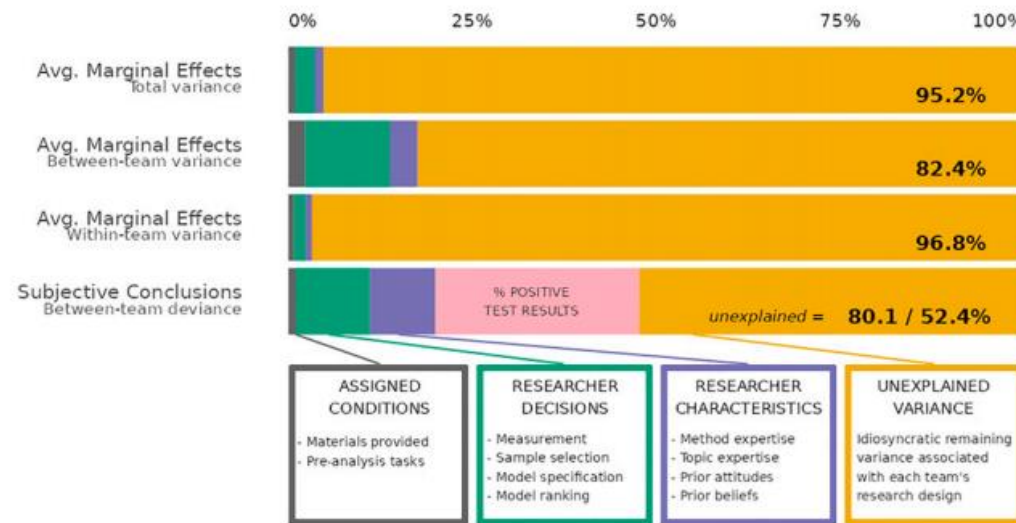 0% 25% 50% 75% 100%
Avg. Marginal Effects
Total variance
95.2%
Avg. Marginal Effects
Between-team variance
82.4%
Avg. Marginal Effects
Within-team variance
96.8%
Subjective Conclusions
Between-team deviance
% POSITIVE
TEST RESULTS
unexplained = 80.1 / 52.4%
ASSIGNED
CONDITIONS
- Materials provided
- Pre-analysis tasks
RESEARCHER
DECISIONS
- Measurement
- Sample selection
- Model specification
- Model ranking
RESEARCHER
CHARACTERISTICS
- Method expertise
- Topic expertise
- Prior attitudes
- Prior beliefs
UNEXPLAINED
VARIANCE
Idiosyncratic remaining
variance associated
with each team's
research design